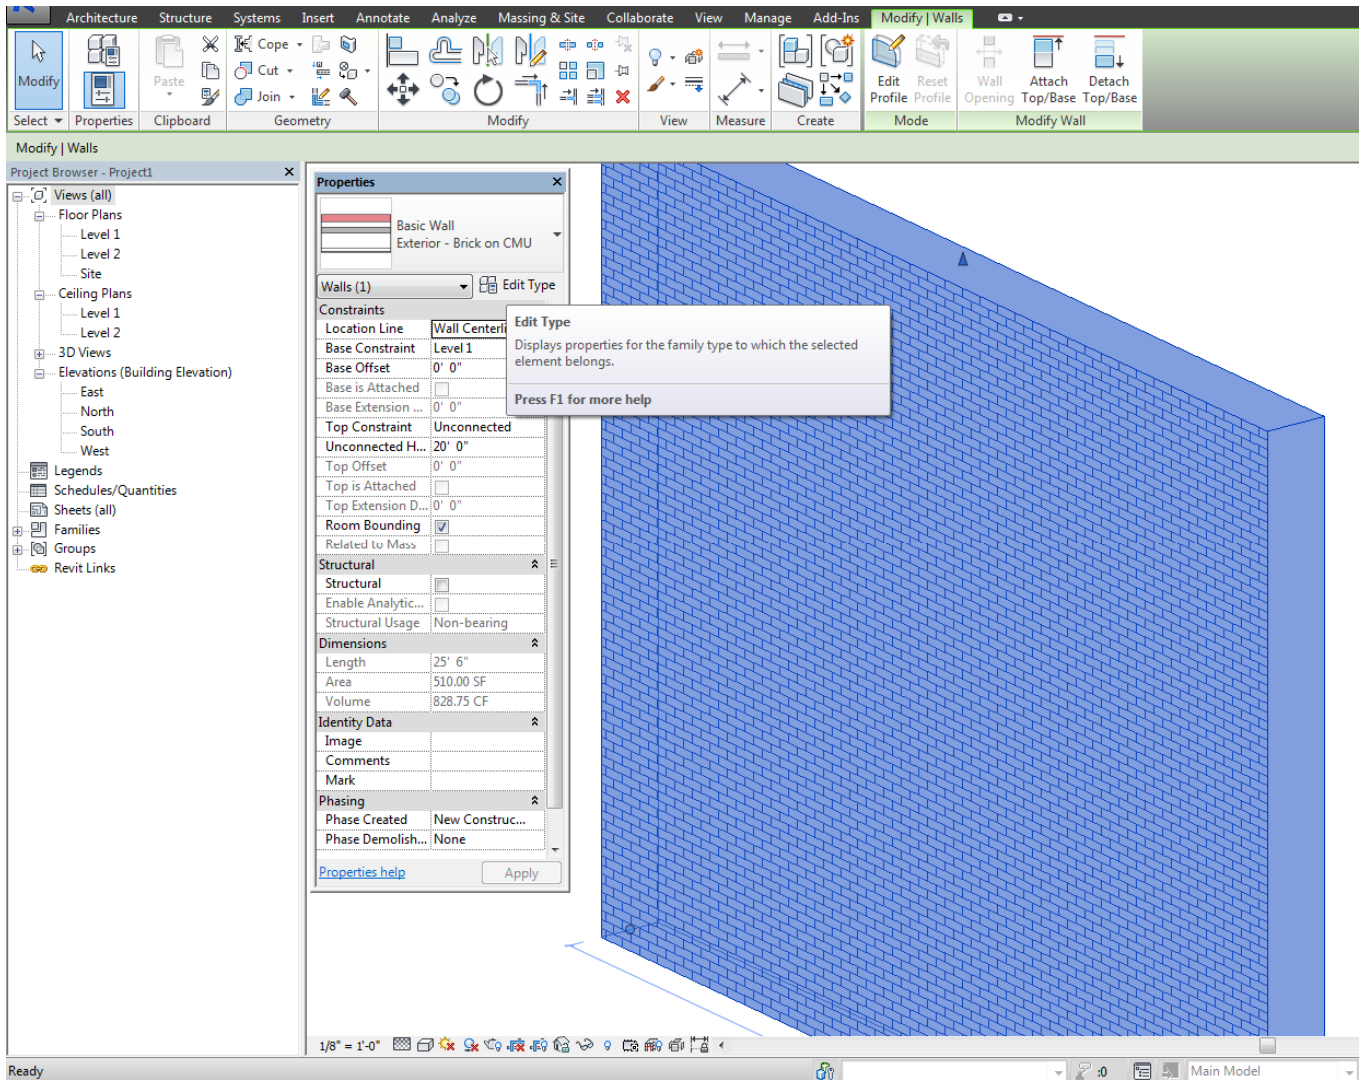 Architecture Structure Systems Insert Annotate Analyze Massing & Site Collaborate View Manage Add-Ins Modify | Walls
Modify
Paste
Cope
Cut
Join
Edit Profile
Reset Profile
Wall Opening
Attach Top/Base
Detach Top/Base
Select Properties Clipboard Geometry Modify View Measure Create Mode Modify Wall
Modify | Walls
Project Browser - Project1
Views (all)
Floor Plans
Level 1
Level 2
Site
Ceiling Plans
Level 1
Level 2
3D Views
Elevations (Building Elevation)
East
North
South
West
Legends
Schedules/Quantities
Sheets (all)
Families
Groups
Revit Links
Properties
Basic Wall
Exterior - Brick on CMU
Walls (1) Edit Type
Constraints
Location Line Wall Centerli
Base Constraint Level 1
Base Offset 0' 0"
Base is Attached
Base Extension ... 0' 0"
Top Constraint Unconnected
Unconnected H... 20' 0"
Top Offset 0' 0"
Top is Attached
Top Extension D... 0' 0"
Room Bounding
Related to Mass
Structural
Structural
Enable Analytic...
Structural Usage Non-bearing
Dimensions
Length 25' 6"
Area 510.00 SF
Volume 828.75 CF
Identity Data
Image
Comments
Mark
Phasing
Phase Created New Construc...
Phase Demolish... None
Properties help Apply
Edit Type
Displays properties for the family type to which the selected
element belongs.
Press F1 for more help
1/8" = 1'-0"
Ready :0 Main Model